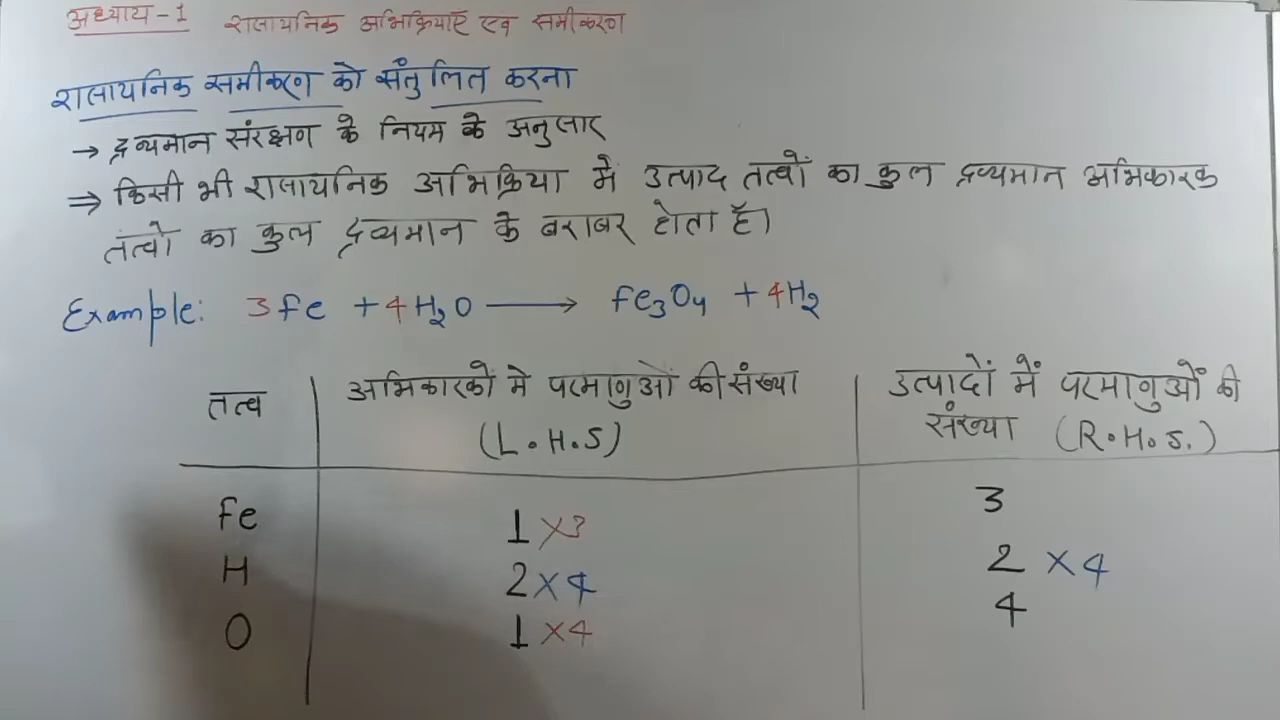 अध्याय-1 रासायनिक अभिक्रियाएँ एवं समीकरण
रासायनिक समीकरण को संतुलित करना
→ द्रव्यमान संरक्षण के नियम के अनुसार
⇒ किसी भी रासायनिक अभिक्रिया में उत्पाद तत्वों का कुल द्रव्यमान अभिकारक
तत्वों का कुल द्रव्यमान के बराबर होता है।
Example: 3Fe + 4H₂O ⟶ Fe₃O₄ + 4H₂
तत्व | अभिकारकों मे परमाणुओं की संख्या (L.H.S) | उत्पादों में परमाणुओं की संख्या (R.H.S.)
Fe | 1 ×3 | 3
H | 2 ×4 | 2 ×4
O | 1 ×4 | 4